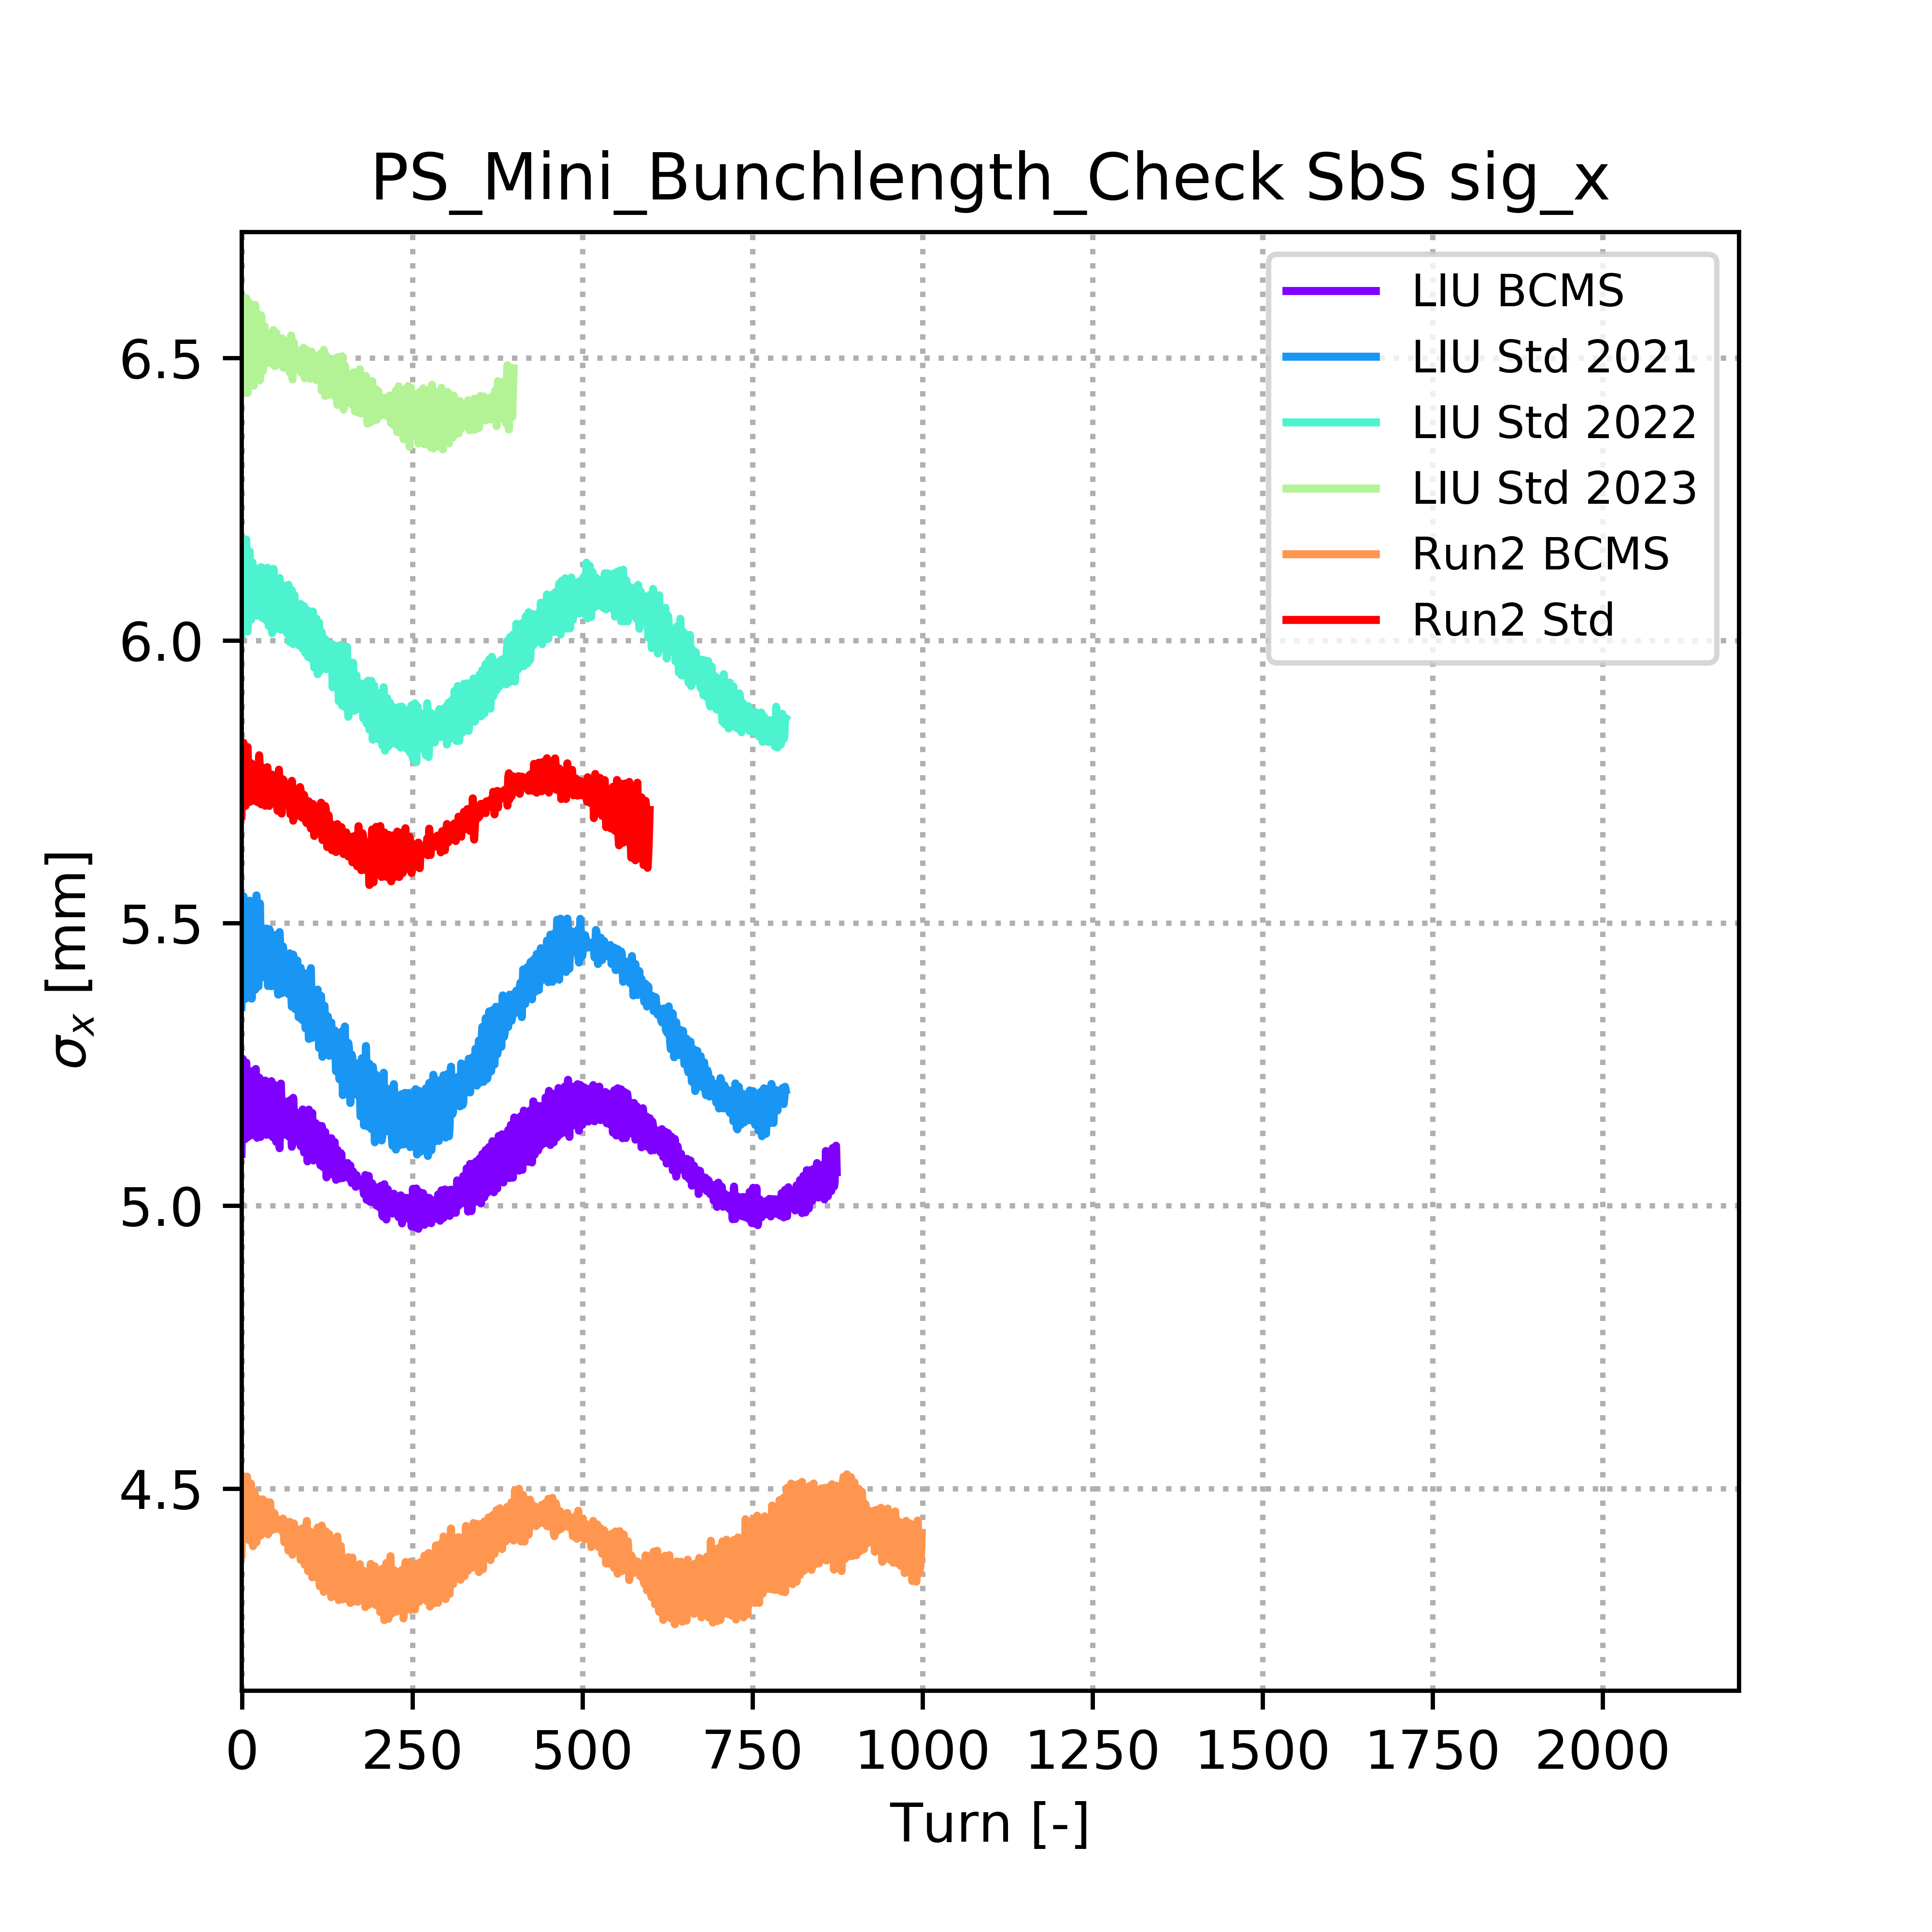 PS_Mini_Bunchlength_Check SbS sig_x
LIU BCMS
LIU Std 2021
LIU Std 2022
LIU Std 2023
Run2 BCMS
Run2 Std
σx [mm]
6.5
6.0
5.5
5.0
4.5
0 250 500 750 1000 1250 1500 1750 2000
Turn [-]